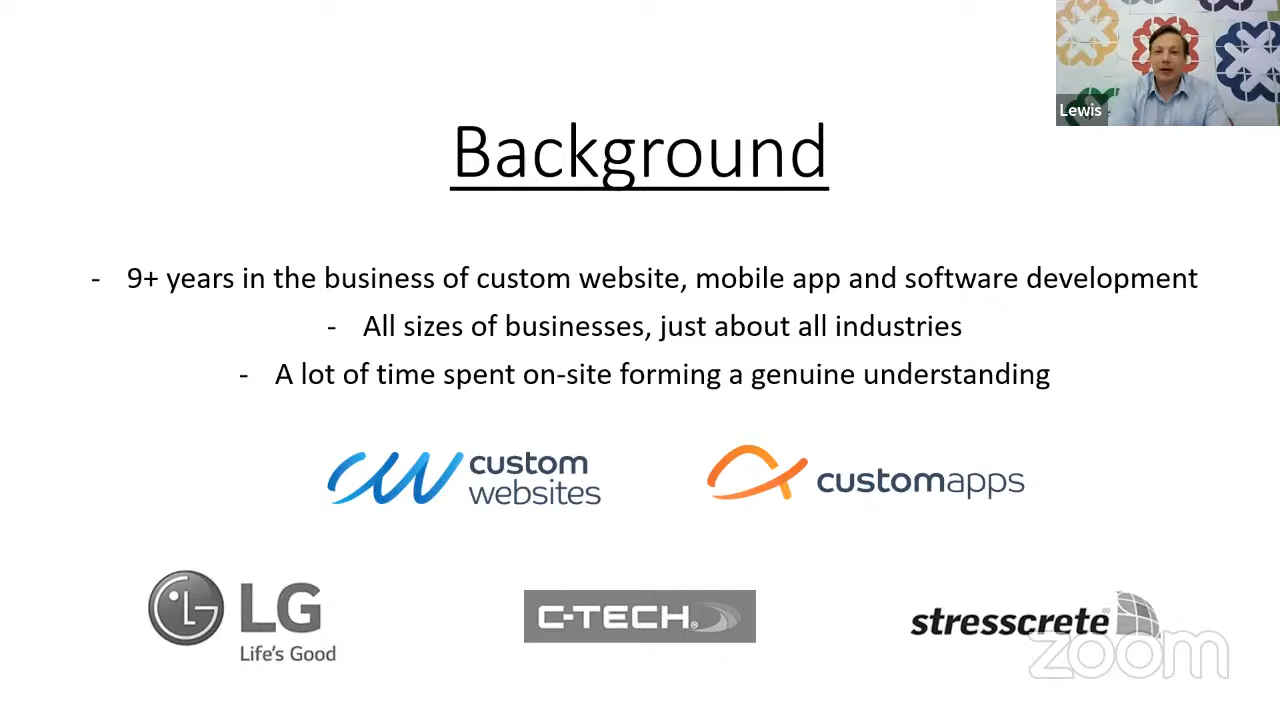 Lewis
Background
- 9+ years in the business of custom website, mobile app and software development
- All sizes of businesses, just about all industries
- A lot of time spent on-site forming a genuine understanding
custom
websites
customapps
LG
Life's Good
C-TECH®
stresscrete®
zoom